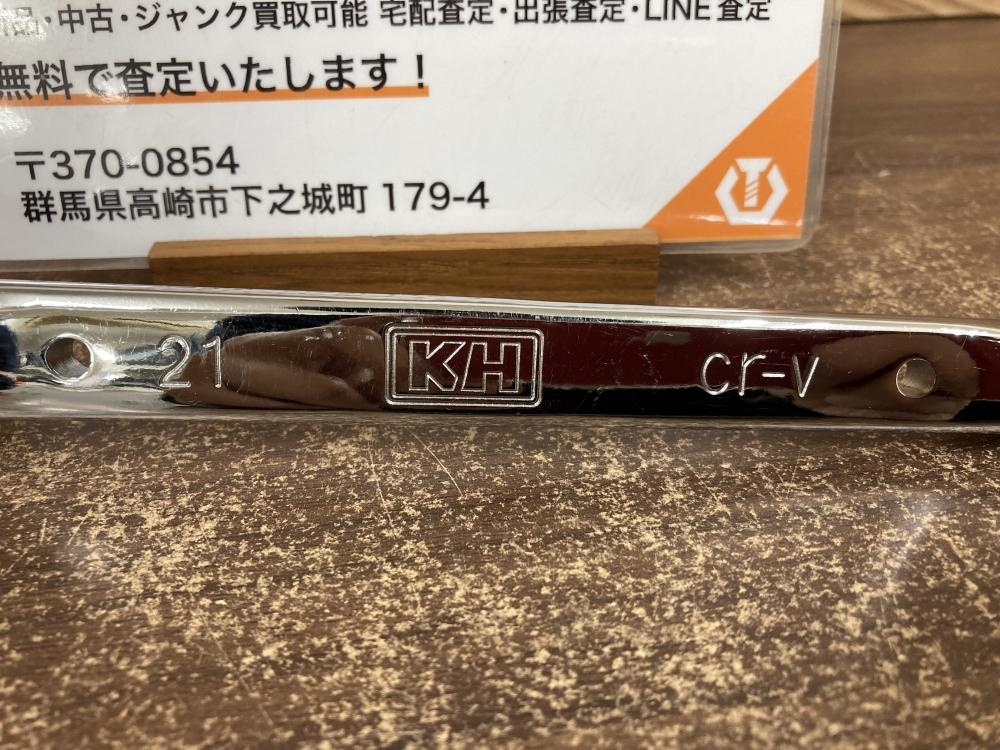 品・中古・ジャンク買取可能 宅配査定・出張査定・LINE査定
無料で査定いたします！
〒370-0854
群馬県高崎市下之城町 179-4
21 KH cr-v